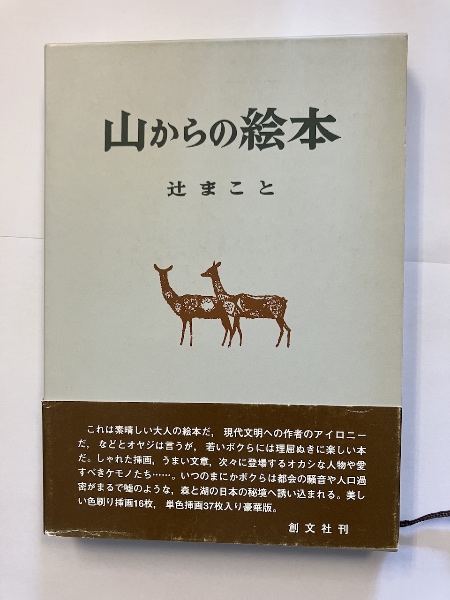 山からの絵本
辻まこと
これは素晴しい大人の絵本だ，現代文明への作者のアイロニー
だ，などとオヤジは言うが，若いボクらには理屈ぬきに楽しい本
だ。しゃれた挿画，うまい文章，次々に登場するオカシな人物や愛
すべきケモノたち……。いつのまにかボクらは都会の騒音や人口過
密がまるで嘘のような，森と湖の日本の秘境へ誘い込まれる。美し
い色刷り挿画16枚，単色挿画37枚入り豪華版。
創文社刊